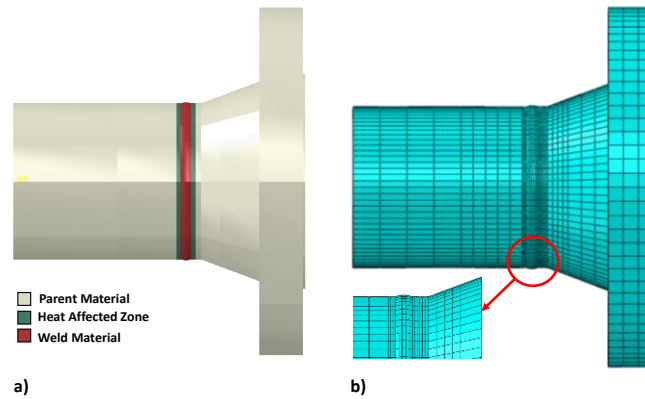 Parent Material
Heat Affected Zone
Weld Material
a)
b)